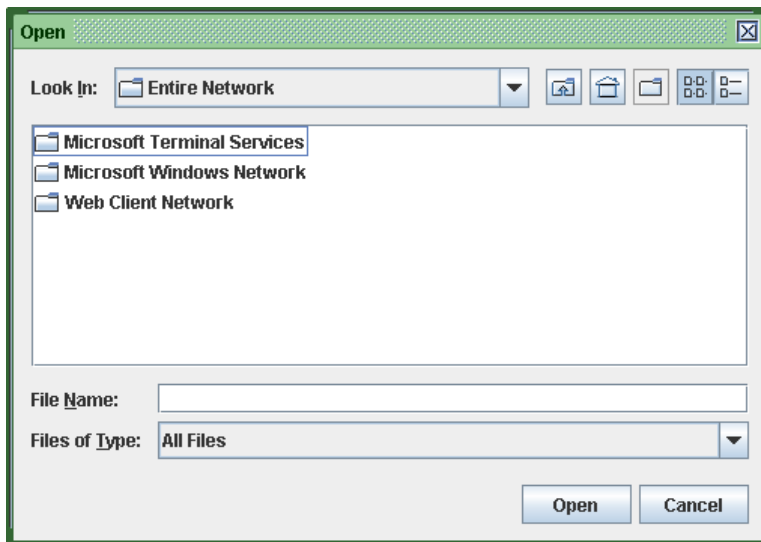 Open
Look In: Entire Network
Microsoft Terminal Services
Microsoft Windows Network
Web Client Network
File Name:
Files of Type: All Files
Open Cancel